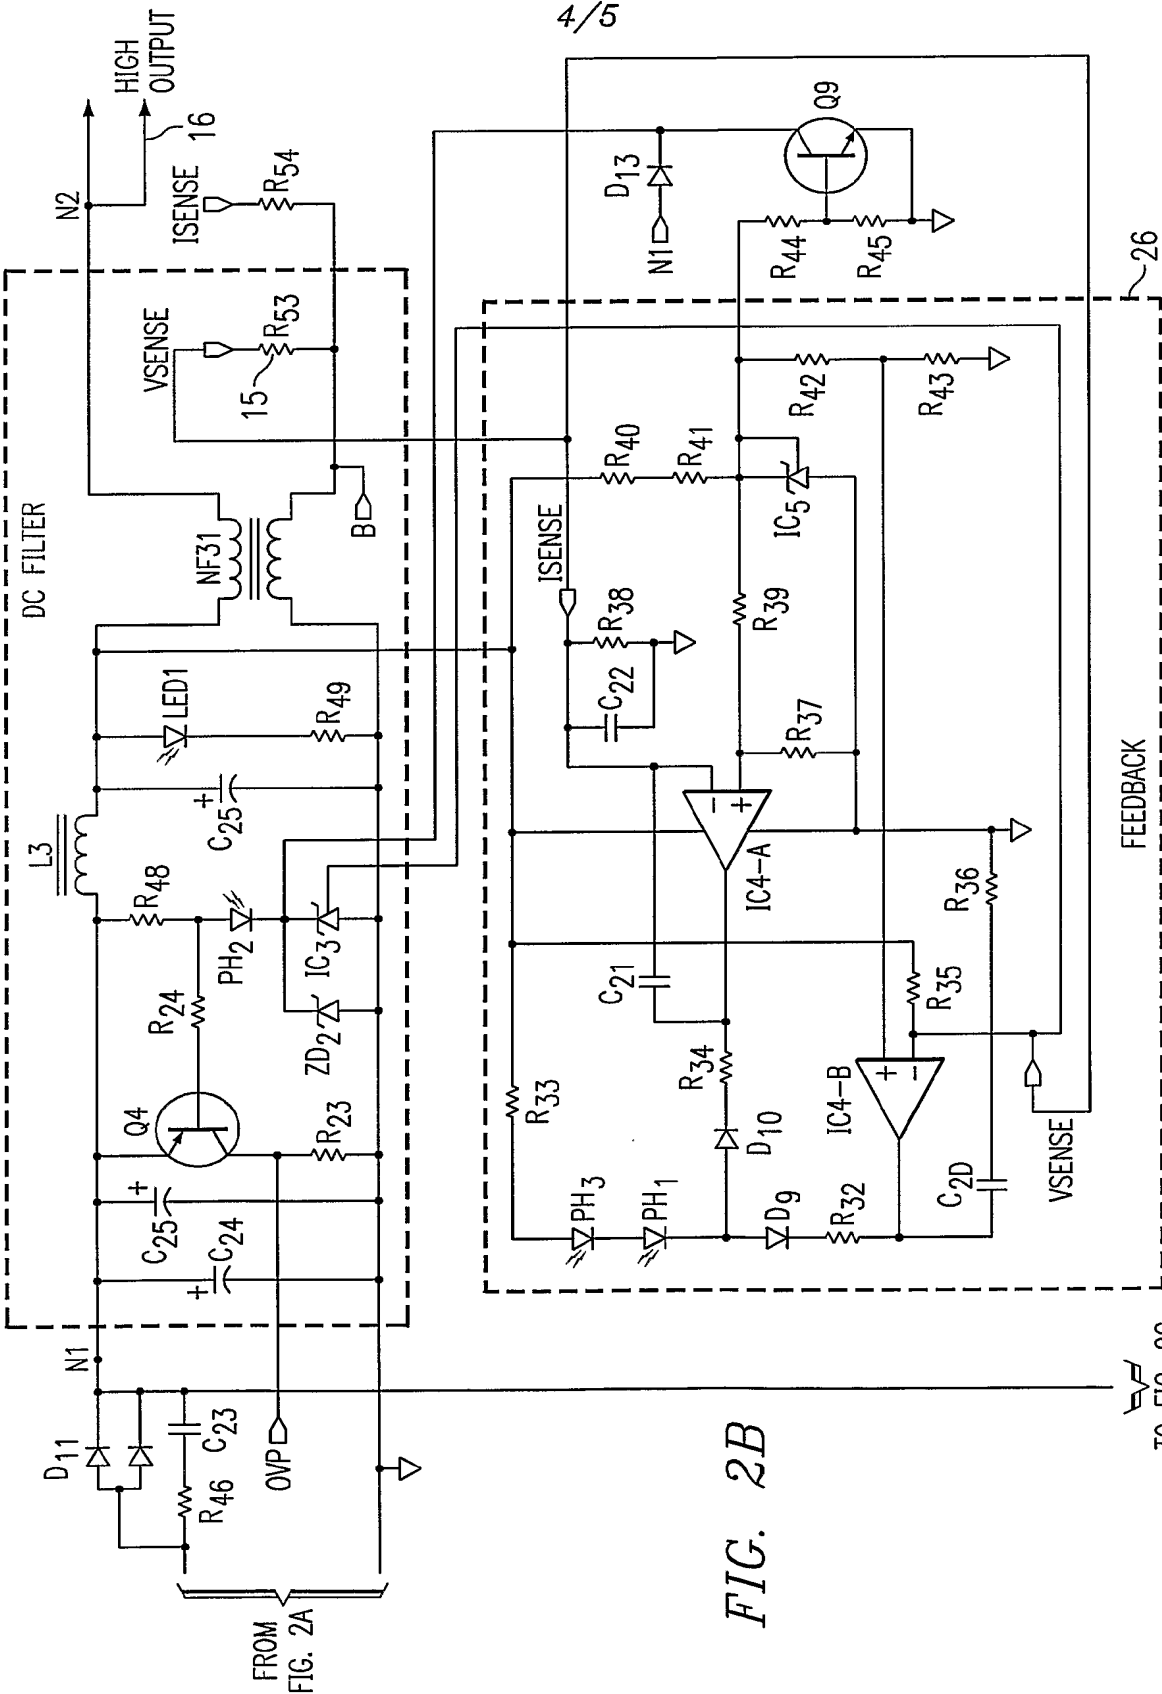 4/5
HIGH
OUTPUT
N2
16
ISENSE
R54
DC FILTER
VSENSE
R53
15
B
NF31
L3
LED1
R49
+
C25
R48
PH2
IC3
ZD2
R24
Q4
R23
+
C25
+
C24
N1
D11
C23
R46
OVP
FROM
FIG. 2A
Q9
D13
N1
R44
R45
26
R42
R43
R40
R41
IC5
ISENSE
R38
C22
R39
R37
−
+
IC4-A
C21
R36
R35
R34
R33
D10
IC4-B
+
−
PH3
PH1
D9
R32
C2D
VSENSE
FEEDBACK
FIG. 2B
TO FIG.